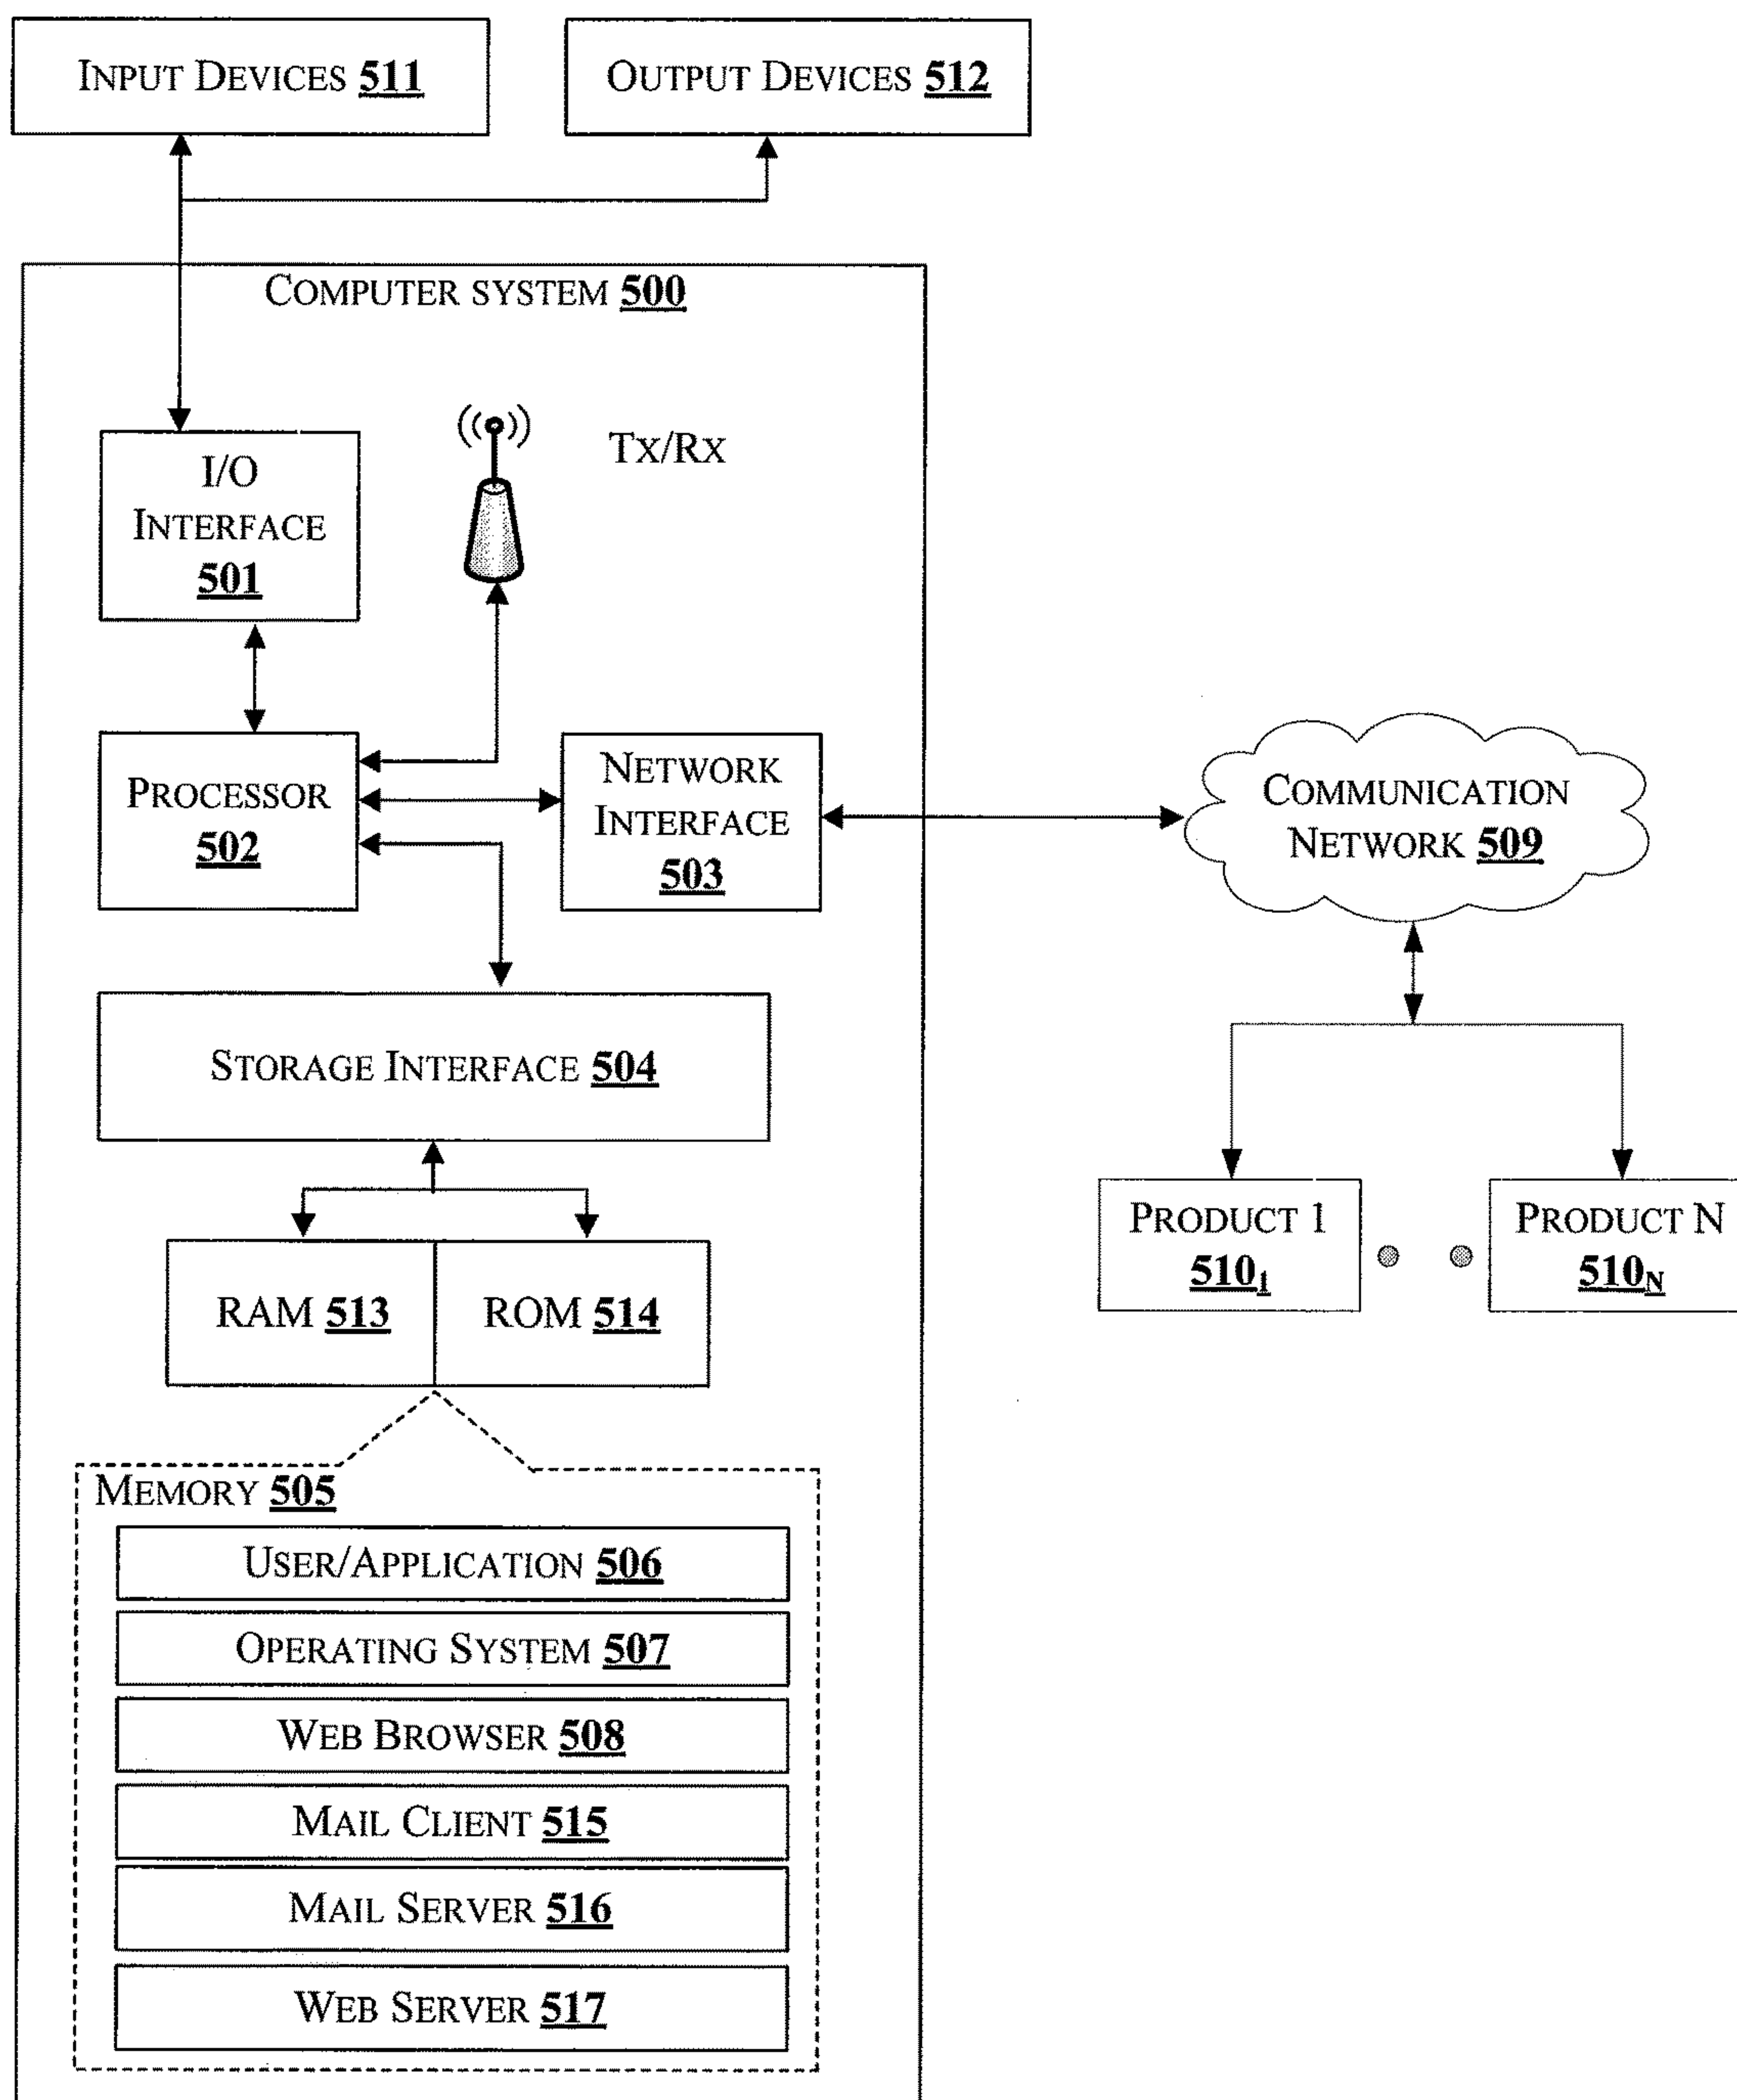 INPUT DEVICES 511
OUTPUT DEVICES 512
COMPUTER SYSTEM 500
I/O
INTERFACE
501
TX/RX
PROCESSOR
502
NETWORK
INTERFACE
503
COMMUNICATION
NETWORK 509
STORAGE INTERFACE 504
PRODUCT 1
510₁
PRODUCT N
510_N
RAM 513
ROM 514
MEMORY 505
USER/APPLICATION 506
OPERATING SYSTEM 507
WEB BROWSER 508
MAIL CLIENT 515
MAIL SERVER 516
WEB SERVER 517